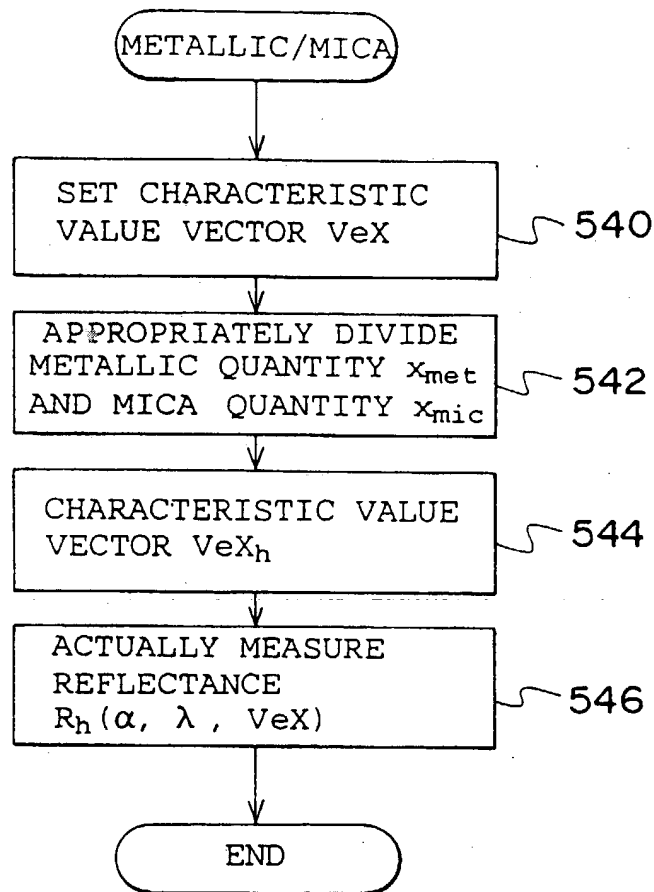 METALLIC/MICA
SET CHARACTERISTIC
VALUE VECTOR VeX
540
APPROPRIATELY DIVIDE
METALLIC QUANTITY xmet
AND MICA QUANTITY xmic
542
CHARACTERISTIC VALUE
VECTOR VeXh
544
ACTUALLY MEASURE
REFLECTANCE
Rh(α, λ, VeX)
546
END